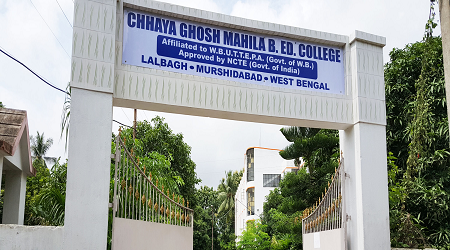 CHHAYA GHOSH MAHILA B. ED. COLLEGE
Affiliated to W.B.U.T.T.E.P.A. (Govt. of W.B.)
Approved by NCTE (Govt. of India)
LALBAGH • MURSHIDABAD • WEST BENGAL